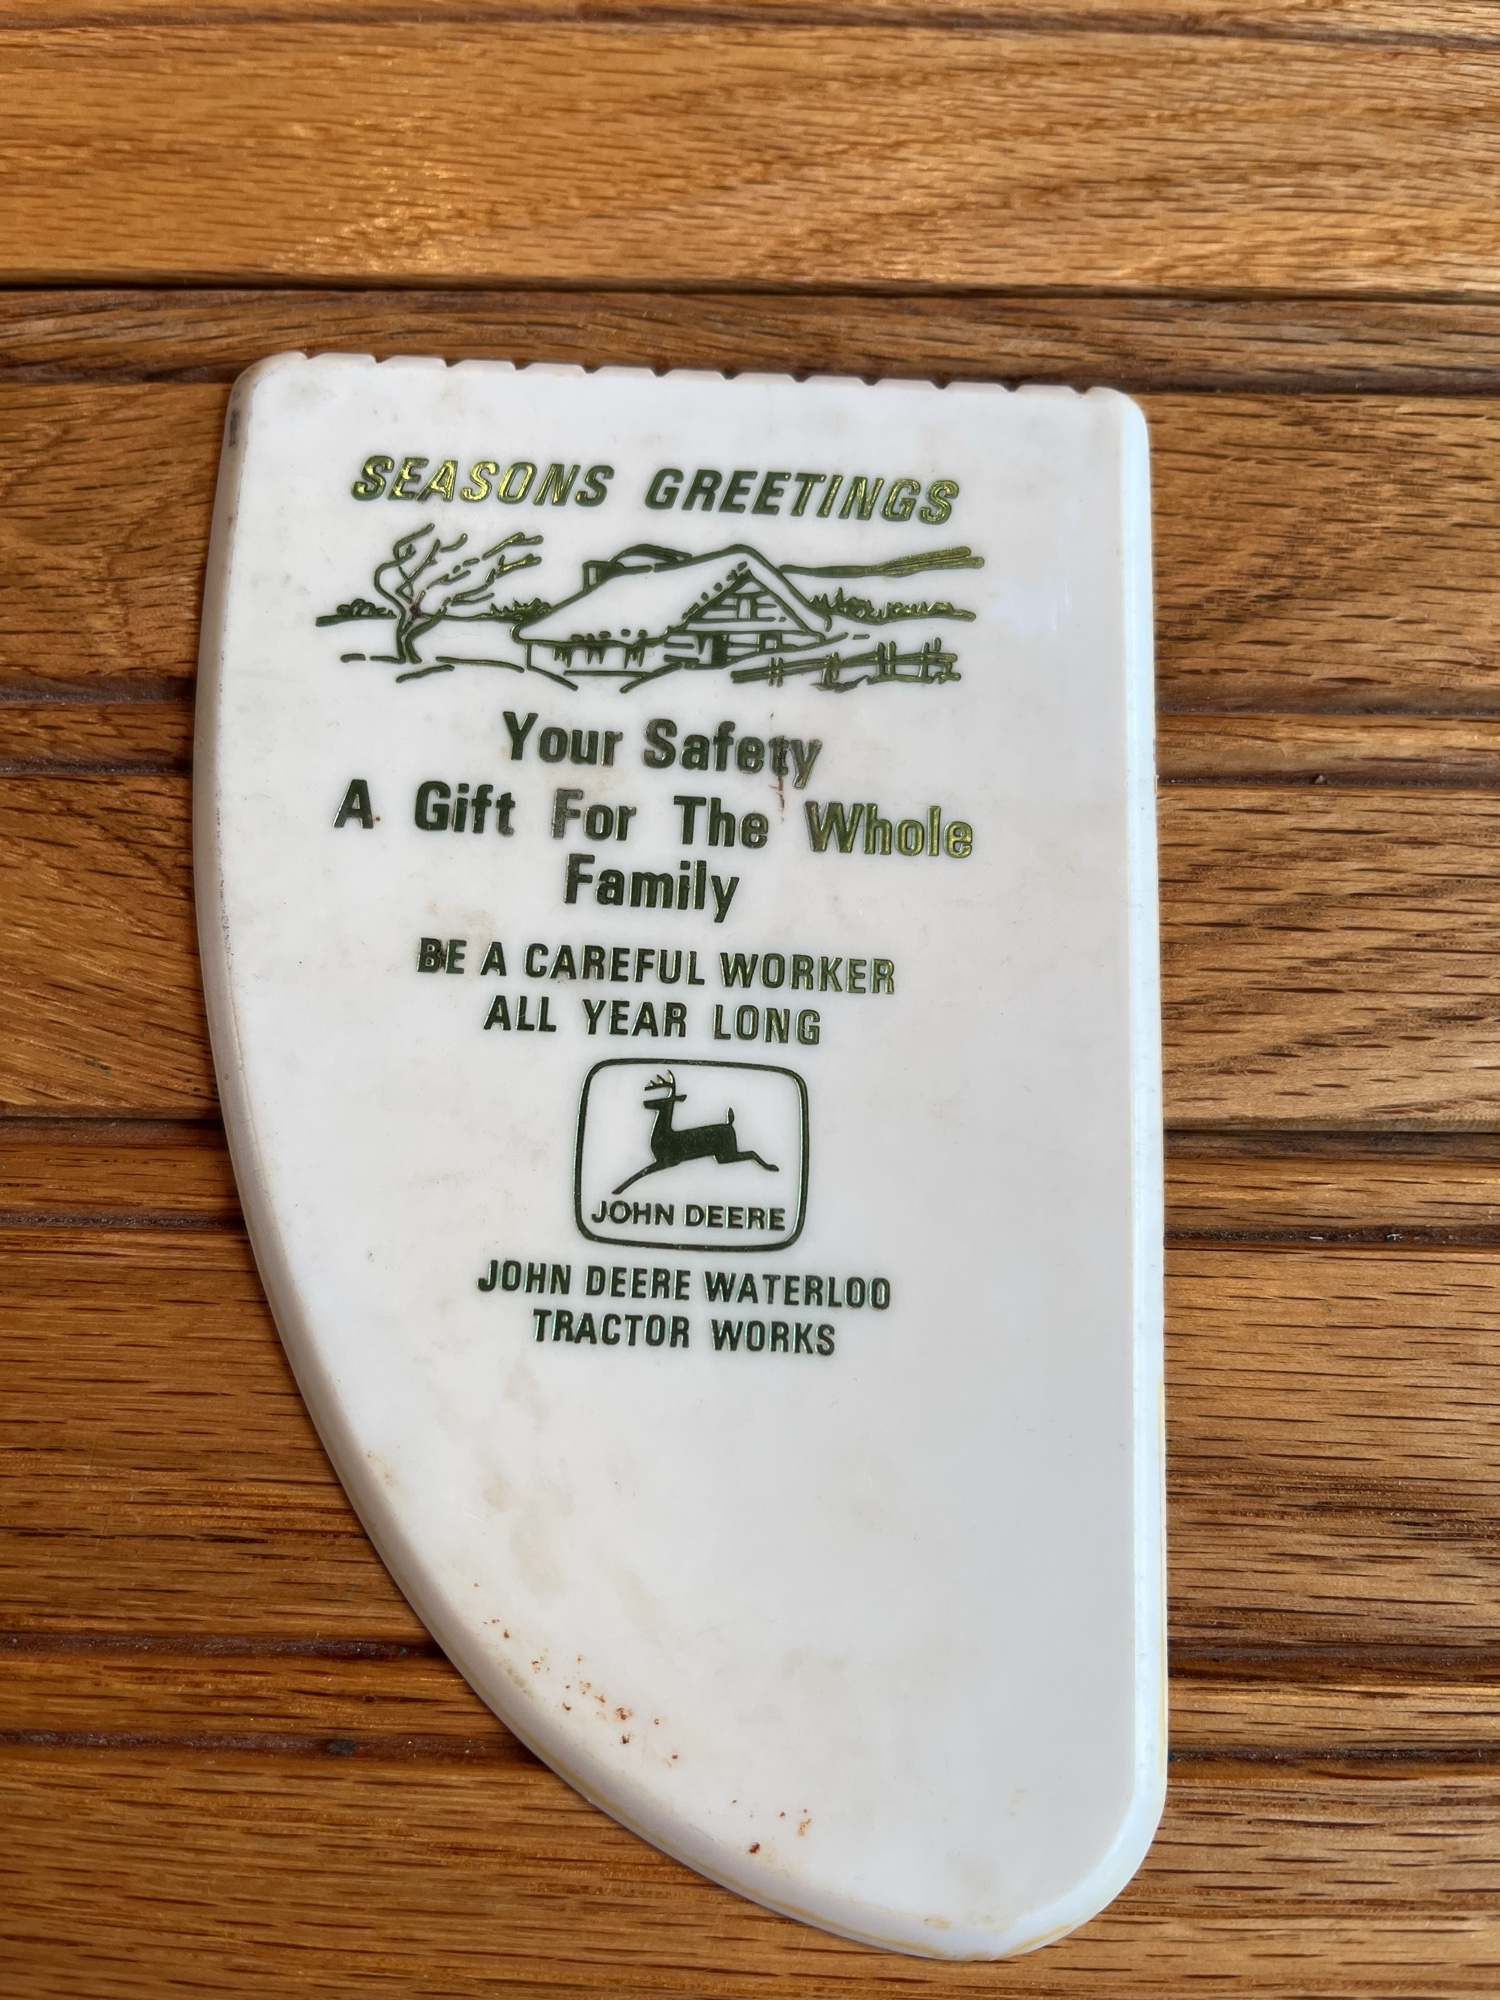 SEASONS GREETINGS
Your Safety
A Gift For The Whole
Family
BE A CAREFUL WORKER
ALL YEAR LONG
JOHN DEERE
JOHN DEERE WATERLOO
TRACTOR WORKS